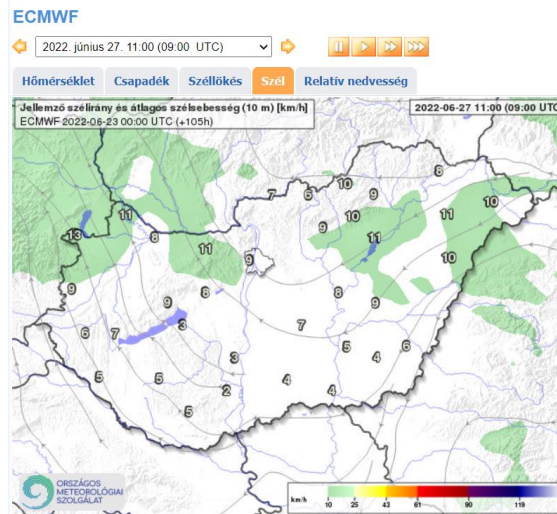 ECMWF
2022. június 27. 11:00 (09:00 UTC)
Hőmérséklet Csapadék Széllökés Szél Relatív nedvesség
Jellemző szélirány és átlagos szélsebesség (10 m) [km/h]
ECMWF 2022-06-23 00:00 UTC (+105h)
2022-06-27 11:00 (09:00 UTC
8
10
7 6 9
10
11 10 11
13 8 9 11
11 9 10
9 8 8
9 9
7
6 7 3
5 6
3 4
5 5 4
2 4
5
ORSZÁGOS
METEOROLÓGIAI
SZOLGÁLAT
km/h
10 25 43 61 90 119